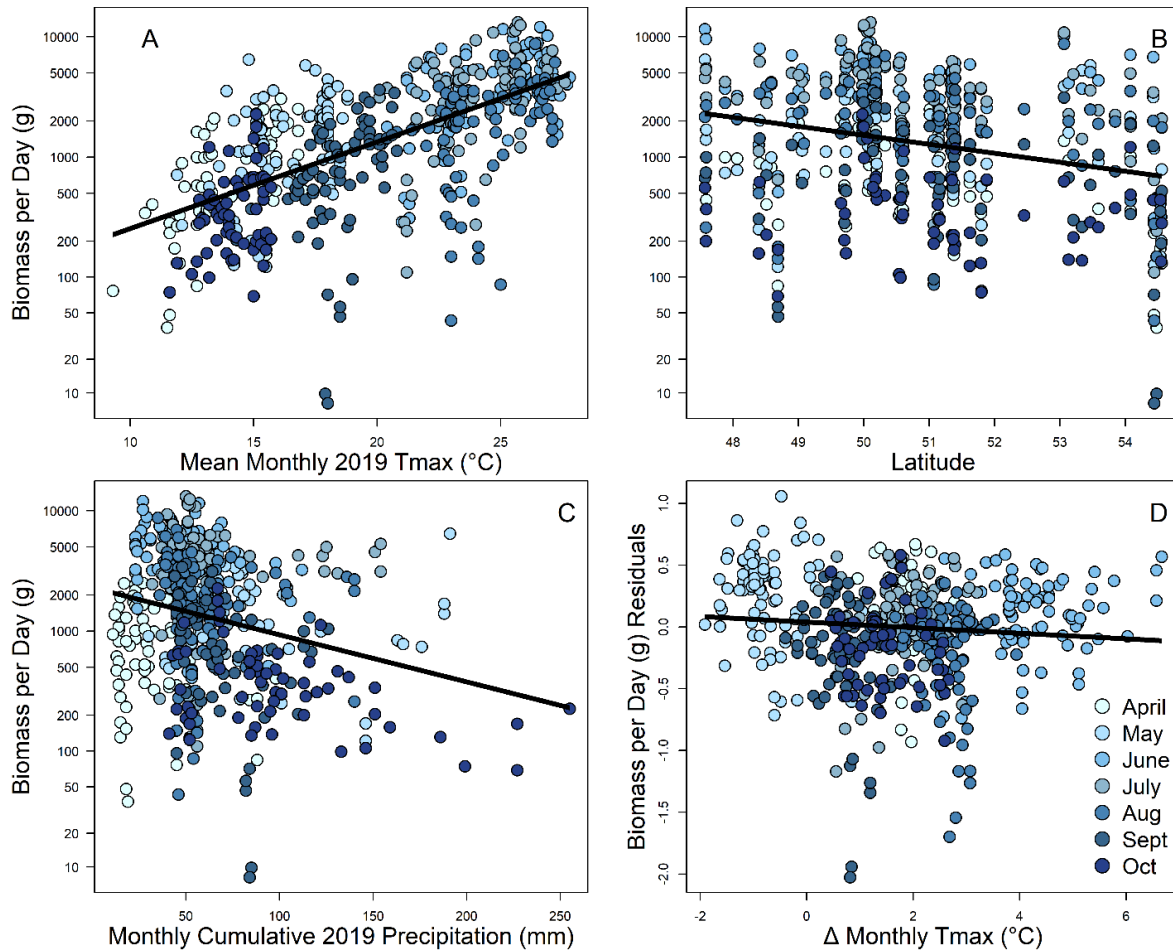 A
Biomass per Day (g)
10000
5000
2000
1000
500
200
100
50
20
10
10 15 20 25
Mean Monthly 2019 Tmax (°C)
B
Biomass per Day (g)
10000
5000
2000
1000
500
200
100
50
20
10
48 49 50 51 52 53 54
Latitude
C
Biomass per Day (g)
10000
5000
2000
1000
500
200
100
50
20
10
50 100 150 200 250
Monthly Cumulative 2019 Precipitation (mm)
D
Biomass per Day (g) Residuals
1.0
0.5
0.0
-0.5
-1.0
-1.5
-2.0
April
May
June
July
Aug
Sept
Oct
-2 0 2 4 6
Δ Monthly Tmax (°C)